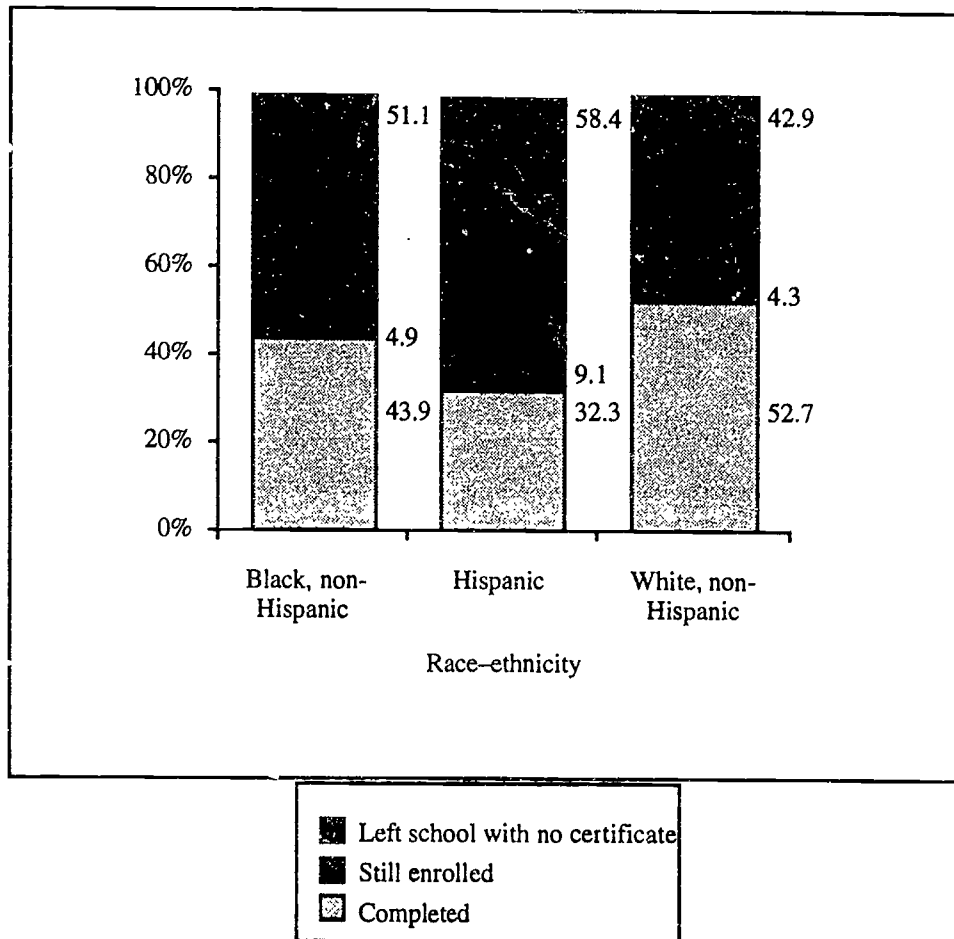 100%
51.1 58.4 42.9
80%
60%
4.3
4.9
40%
9.1
43.9 32.3 52.7
20%
0%
Black, non-Hispanic Hispanic White, non-Hispanic
Race–ethnicity
Left school with no certificate
Still enrolled
Completed